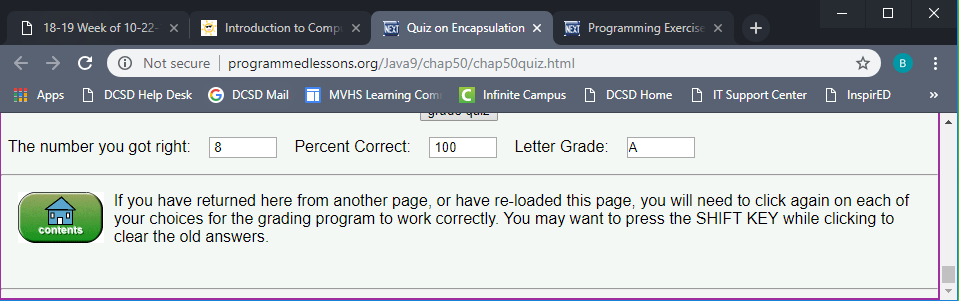 18-19 Week of 10-22-
Introduction to Comp
Quiz on Encapsulation
Programming Exercise
Not secure | programmedlessons.org/Java9/chap50/chap50quiz.html
B
Apps DCSD Help Desk DCSD Mail MVHS Learning Com Infinite Campus DCSD Home IT Support Center InspirED »
grade quiz
The number you got right: 8 Percent Correct: 100 Letter Grade: A
If you have returned here from another page, or have re-loaded this page, you will need to click again on each of
your choices for the grading program to work correctly. You may want to press the SHIFT KEY while clicking to
contents
clear the old answers.